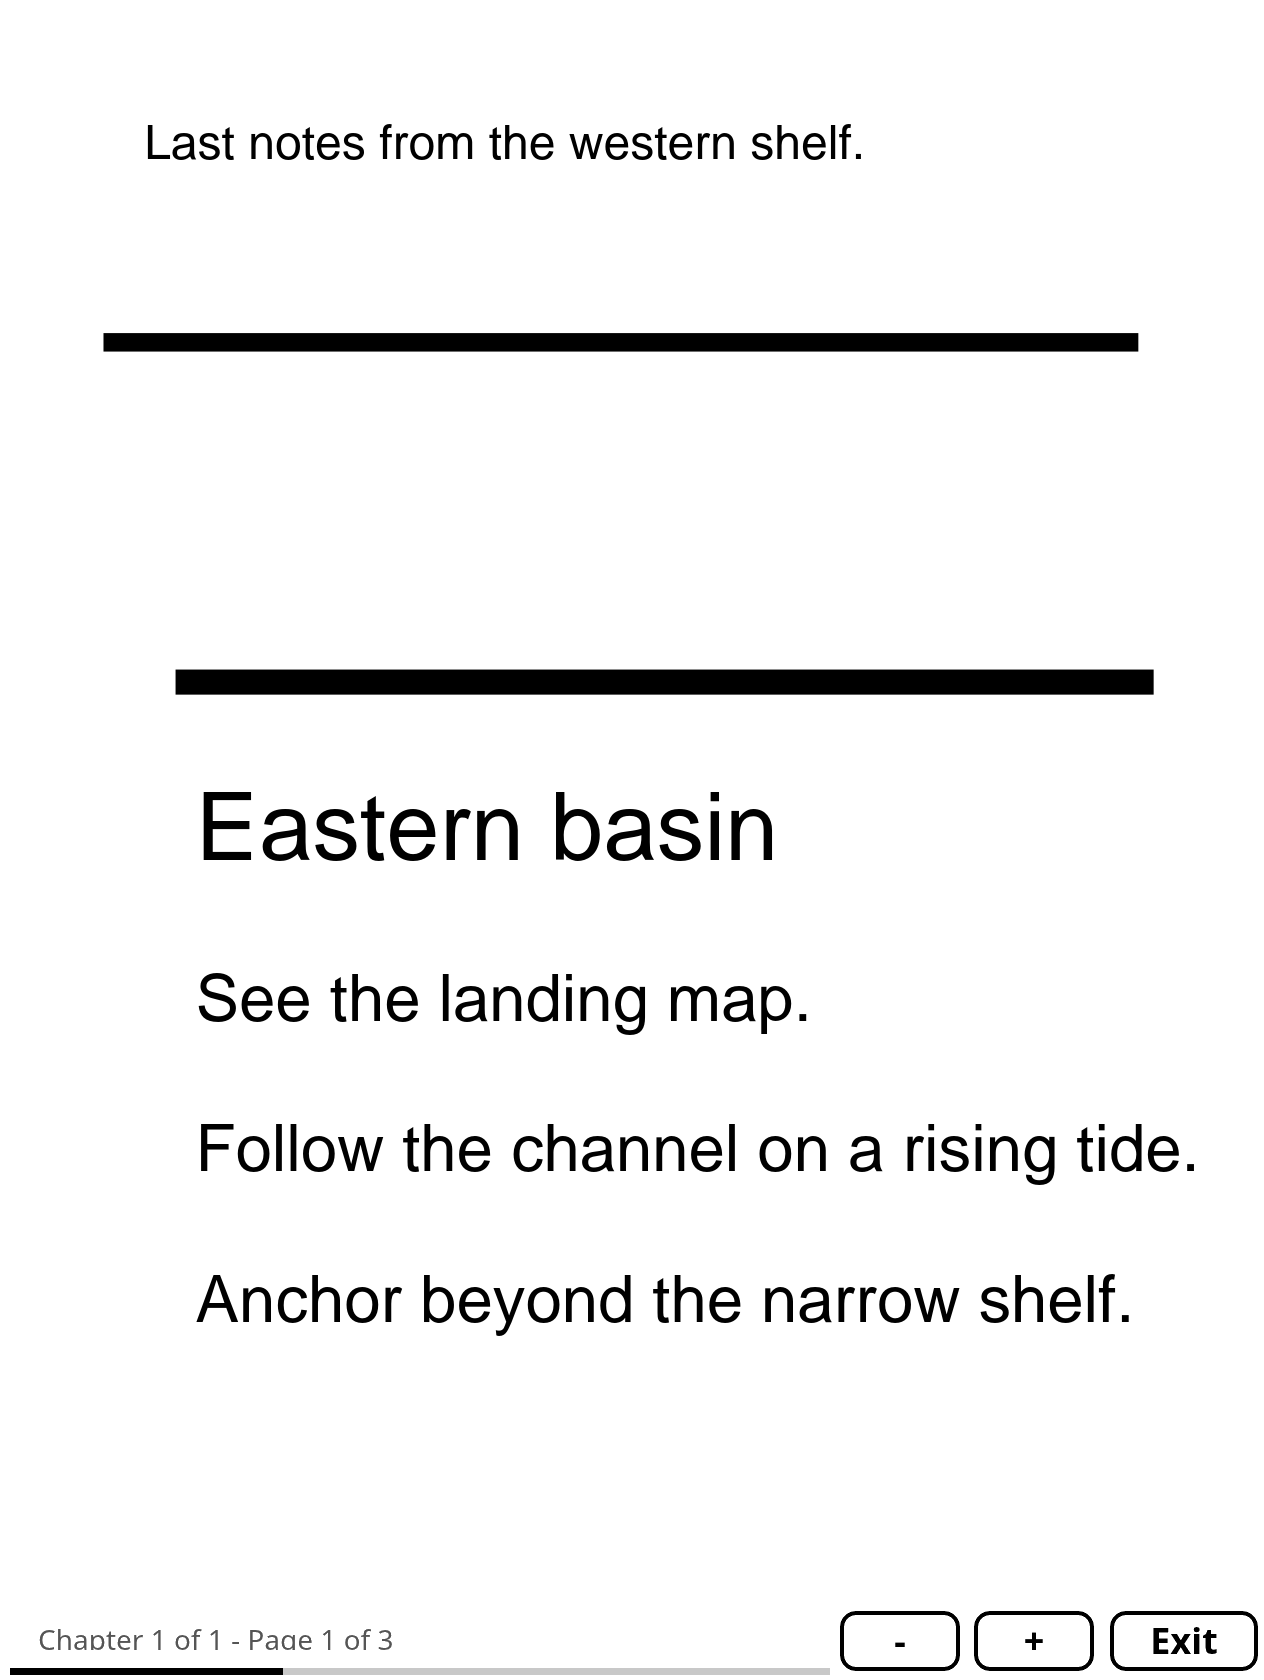 Last notes from the western shelf.
Eastern basin
See the landing map.
Follow the channel on a rising tide.
Anchor beyond the narrow shelf.
Chapter 1 of 1 - Page 1 of 3
-
+
Exit